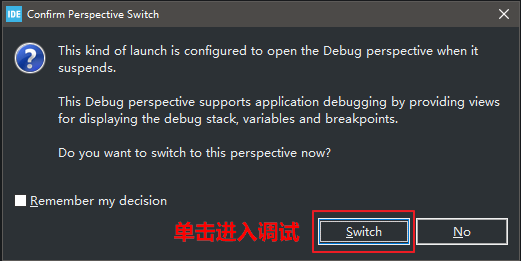 IDE Confirm Perspective Switch
This kind of launch is configured to open the Debug perspective when it
suspends.
This Debug perspective supports application debugging by providing views
for displaying the debug stack, variables and breakpoints.
Do you want to switch to this perspective now?
Remember my decision
单击进入调试 Switch No